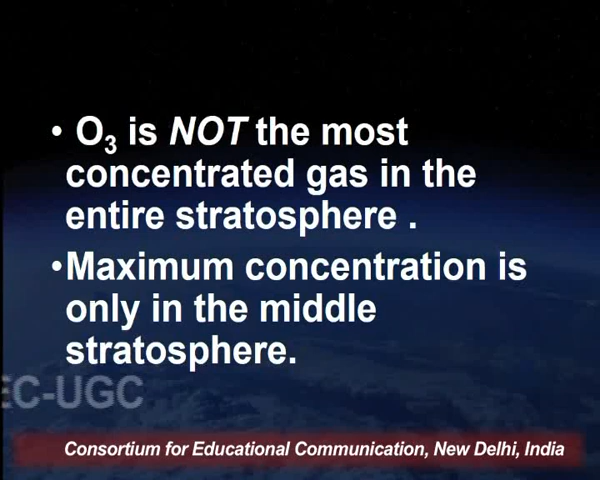 • O₃ is NOT the most
concentrated gas in the
entire stratosphere .
•Maximum concentration is
only in the middle
stratosphere.
EC-UGC
Consortium for Educational Communication, New Delhi, India